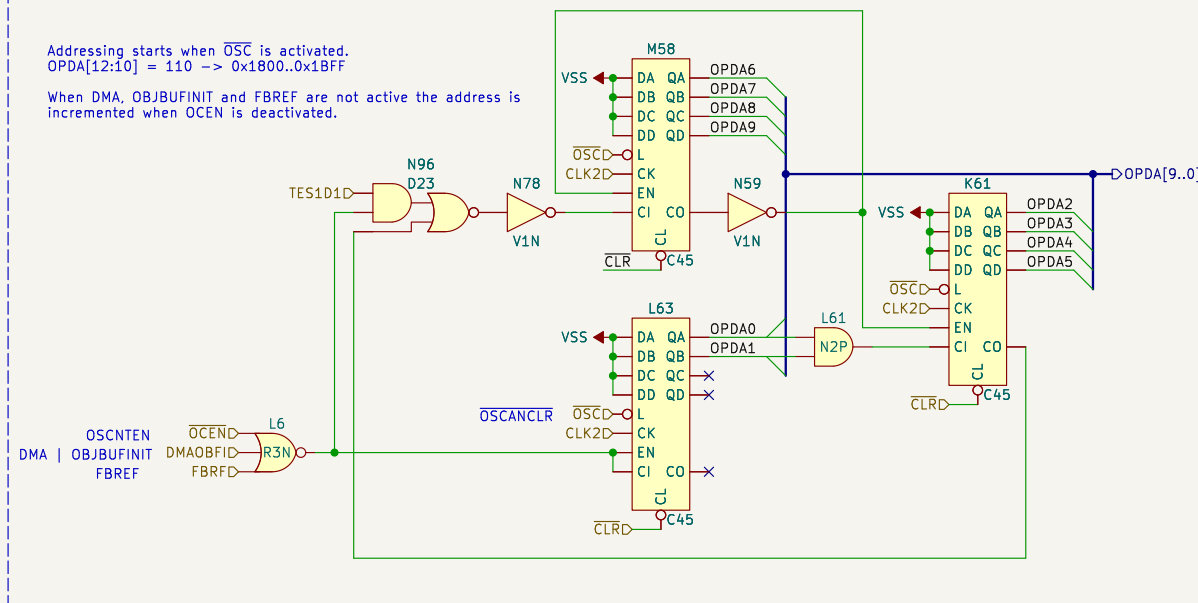 Addressing starts when OSC is activated.
OPDA[12:10] = 110 -> 0x1800..0x1BFF
When DMA, OBJBUFINIT and FBREF are not active the address is
incremented when OCEN is deactivated.
M58
VSS
DA QA OPDA6
DB QB OPDA7
DC QC OPDA8
DD QD OPDA9
OSC L
CLK2 CK
EN
CI CO
CL
CLR
C45
N96
D23
TES1D1
N78
V1N
N59
V1N
OPDA[9..0]
K61
VSS
DA QA OPDA2
DB QB OPDA3
DC QC OPDA4
DD QD OPDA5
OSC L
CLK2 CK
EN
CI CO
CL
CLR
C45
L63
VSS
DA QA OPDA0
DB QB OPDA1
DC QC
DD QD
OSCANCLR
OSC L
CLK2 CK
EN
CI CO
CL
CLR
C45
L61
N2P
OSCNTEN
DMA | OBJBUFINIT
FBREF
OCEN
DMAOBFI
FBRF
L6
R3N